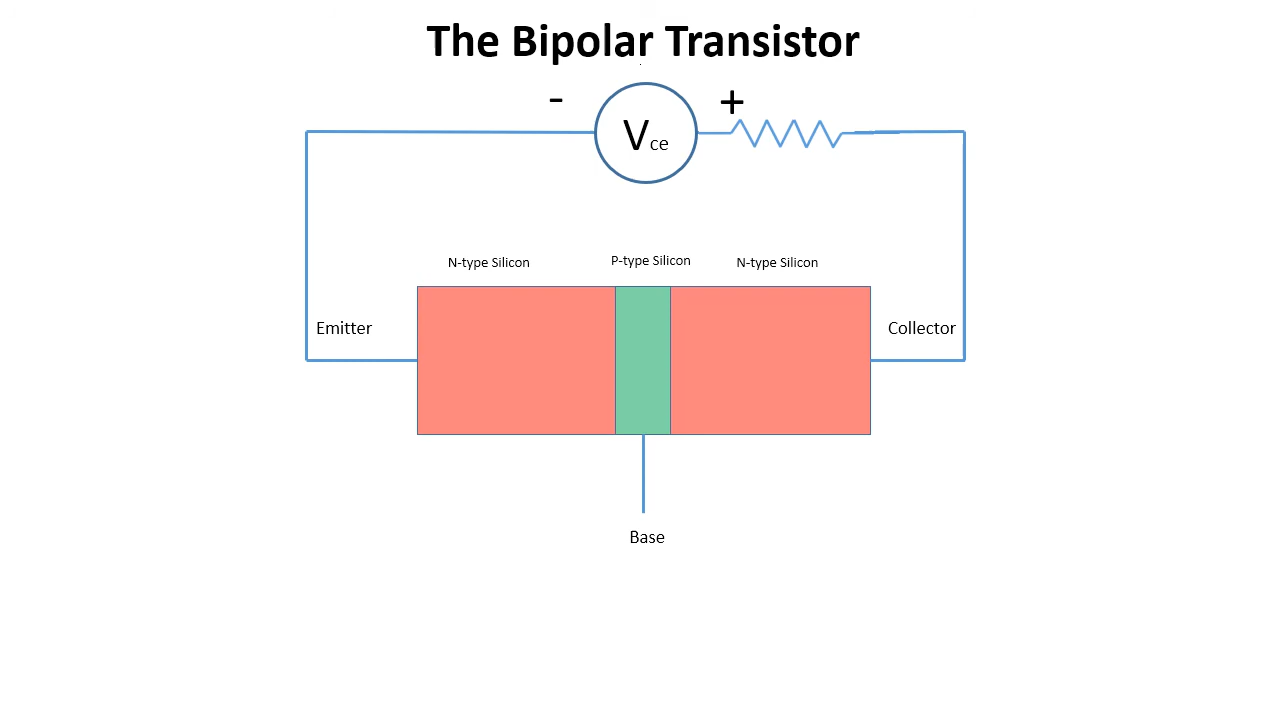 The Bipolar Transistor
- +
Vce
N-type Silicon P-type Silicon N-type Silicon
Emitter Collector
Base